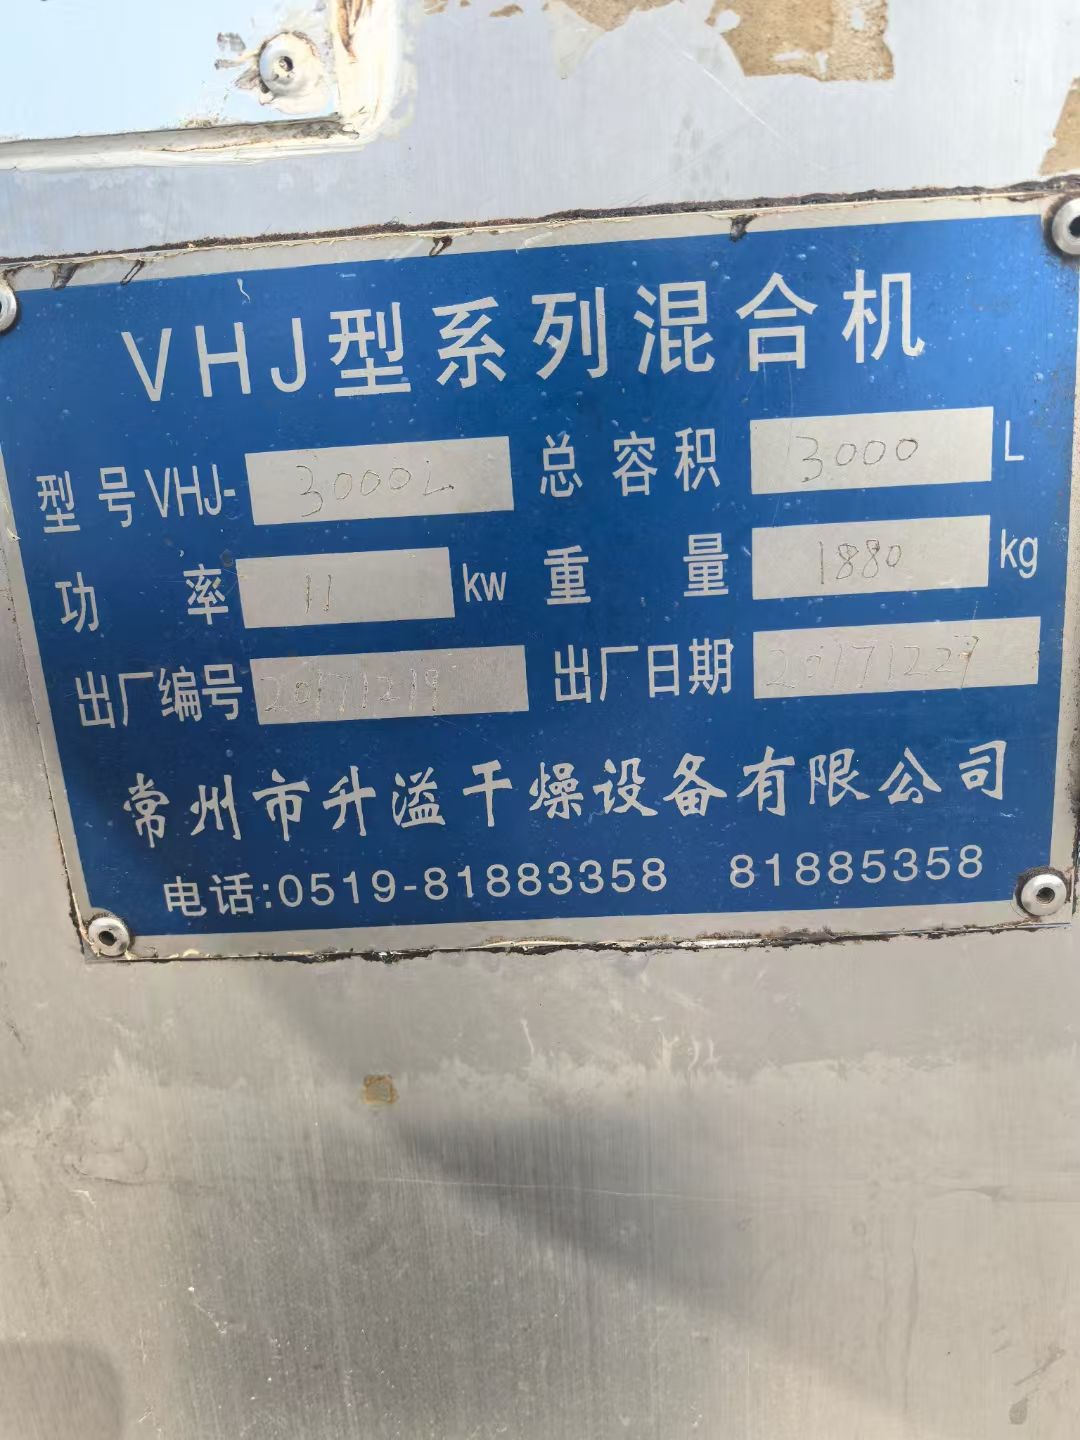 VHJ型系列混合机
型号VHJ- 3000L 总容积 3000 L
功率 11 kw 重量 1880 kg
出厂编号 20171219 出厂日期 20171227
常州市升溢干燥设备有限公司
电话:0519-81883358 81885358